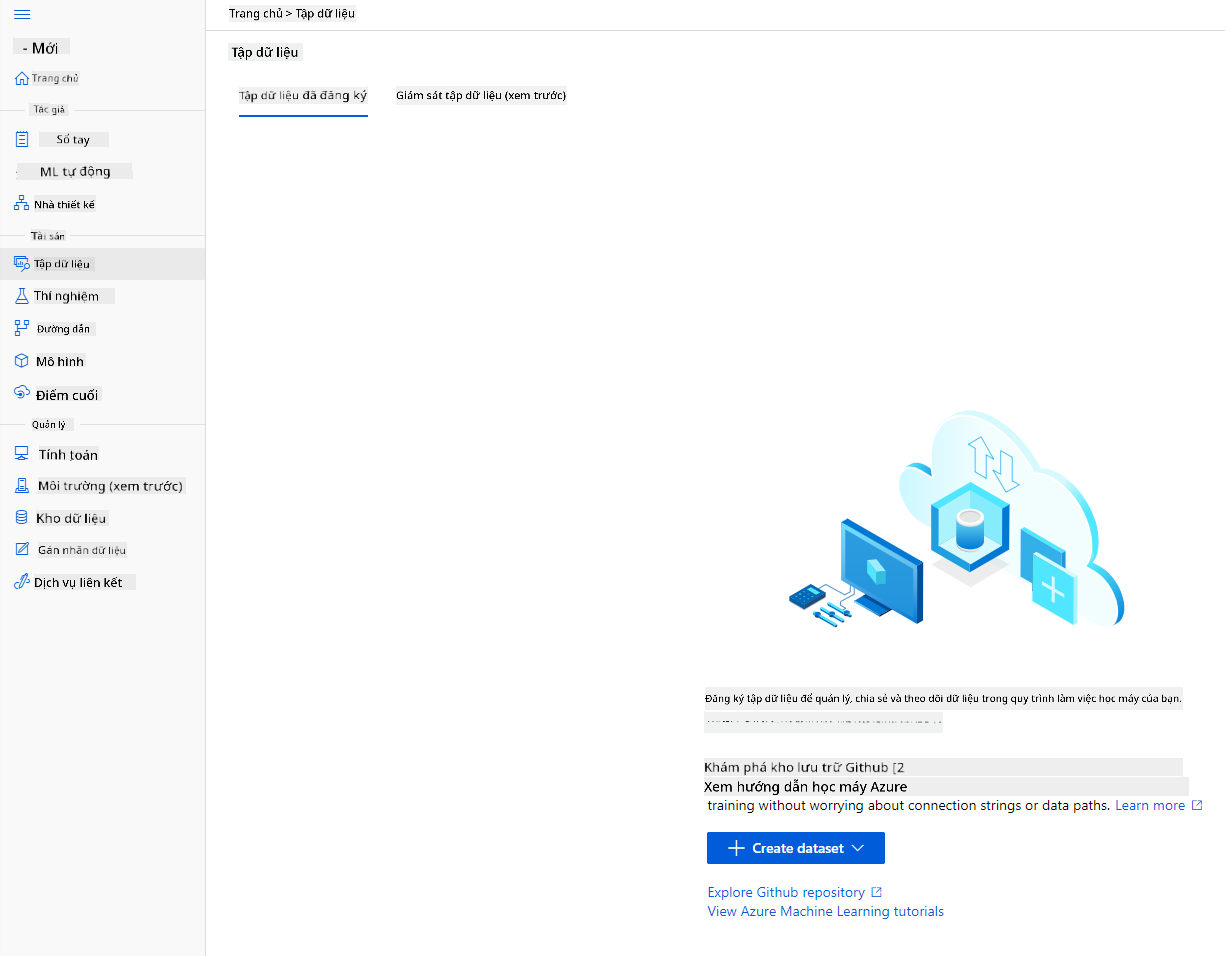 Trang chủ > Tập dữ liệu
- Mới
Trang chủ
Tác giả
Sổ tay
ML tự động
Nhà thiết kế
Tài sản
Tập dữ liệu
Thí nghiệm
Đường dẫn
Mô hình
Điểm cuối
Quản lý
Tính toán
Môi trường (xem trước)
Kho dữ liệu
Gán nhãn dữ liệu
Dịch vụ liên kết
Tập dữ liệu
Tập dữ liệu đã đăng ký
Giám sát tập dữ liệu (xem trước)
Đăng ký tập dữ liệu để quản lý, chia sẻ và theo dõi dữ liệu trong quy trình làm việc học máy của bạn.
Khám phá kho lưu trữ Github [2
Xem hướng dẫn học máy Azure
training without worrying about connection strings or data paths. Learn more
Create dataset
Explore Github repository
View Azure Machine Learning tutorials